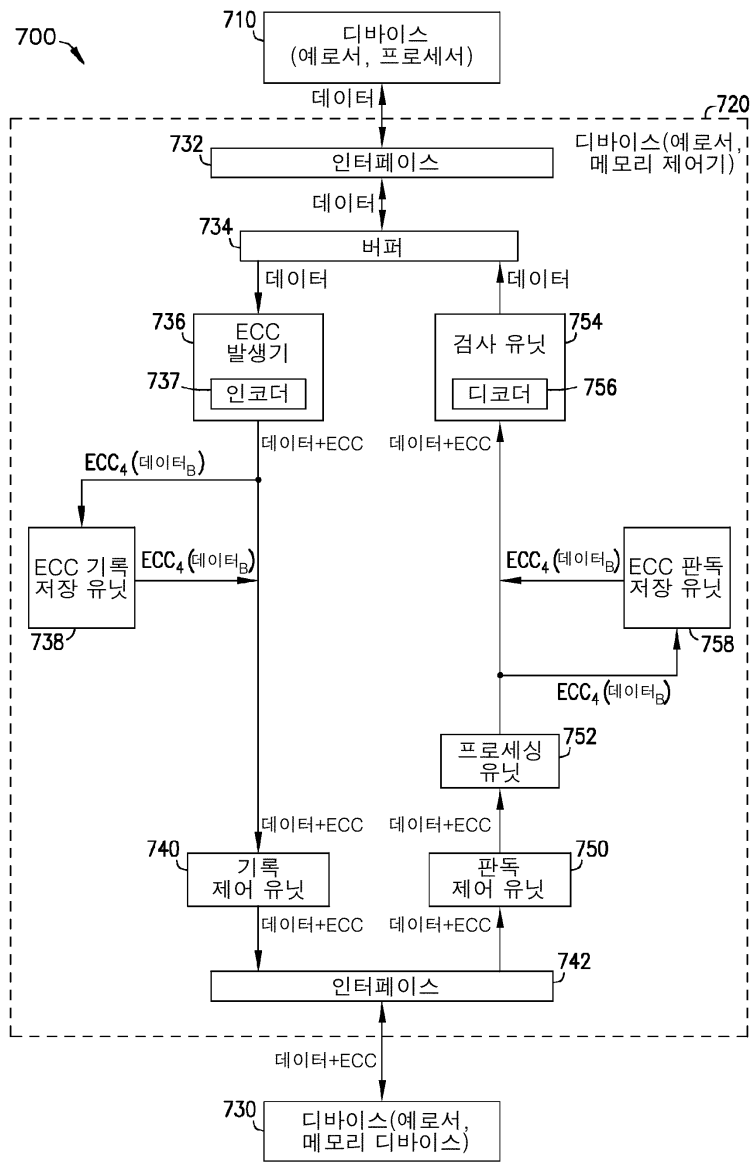 700
710
디바이스
(예로서, 프로세서)
데이터
720
디바이스(예로서,
메모리 제어기)
732
인터페이스
데이터
734
버퍼
데이터
데이터
736
ECC
발생기
737
인코더
754
검사 유닛
디코더
756
데이터+ECC
데이터+ECC
ECC4(데이터B)
ECC 기록
저장 유닛
738
ECC4(데이터B)
ECC4(데이터B)
ECC 판독
저장 유닛
758
ECC4(데이터B)
752
프로세싱
유닛
데이터+ECC
데이터+ECC
740
기록
제어 유닛
750
판독
제어 유닛
데이터+ECC
데이터+ECC
742
인터페이스
데이터+ECC
730
디바이스(예로서,
메모리 디바이스)